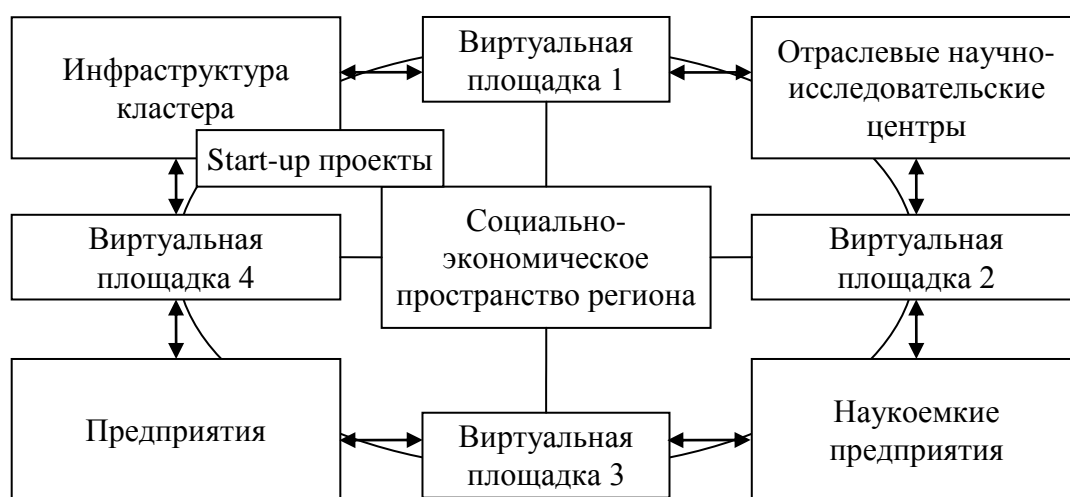 Инфраструктура
кластера
Виртуальная
площадка 1
Отраслевые научно-
исследовательские
центры
Start-up проекты
Виртуальная
площадка 4
Социально-
экономическое
пространство региона
Виртуальная
площадка 2
Предприятия
Виртуальная
площадка 3
Наукоемкие
предприятия